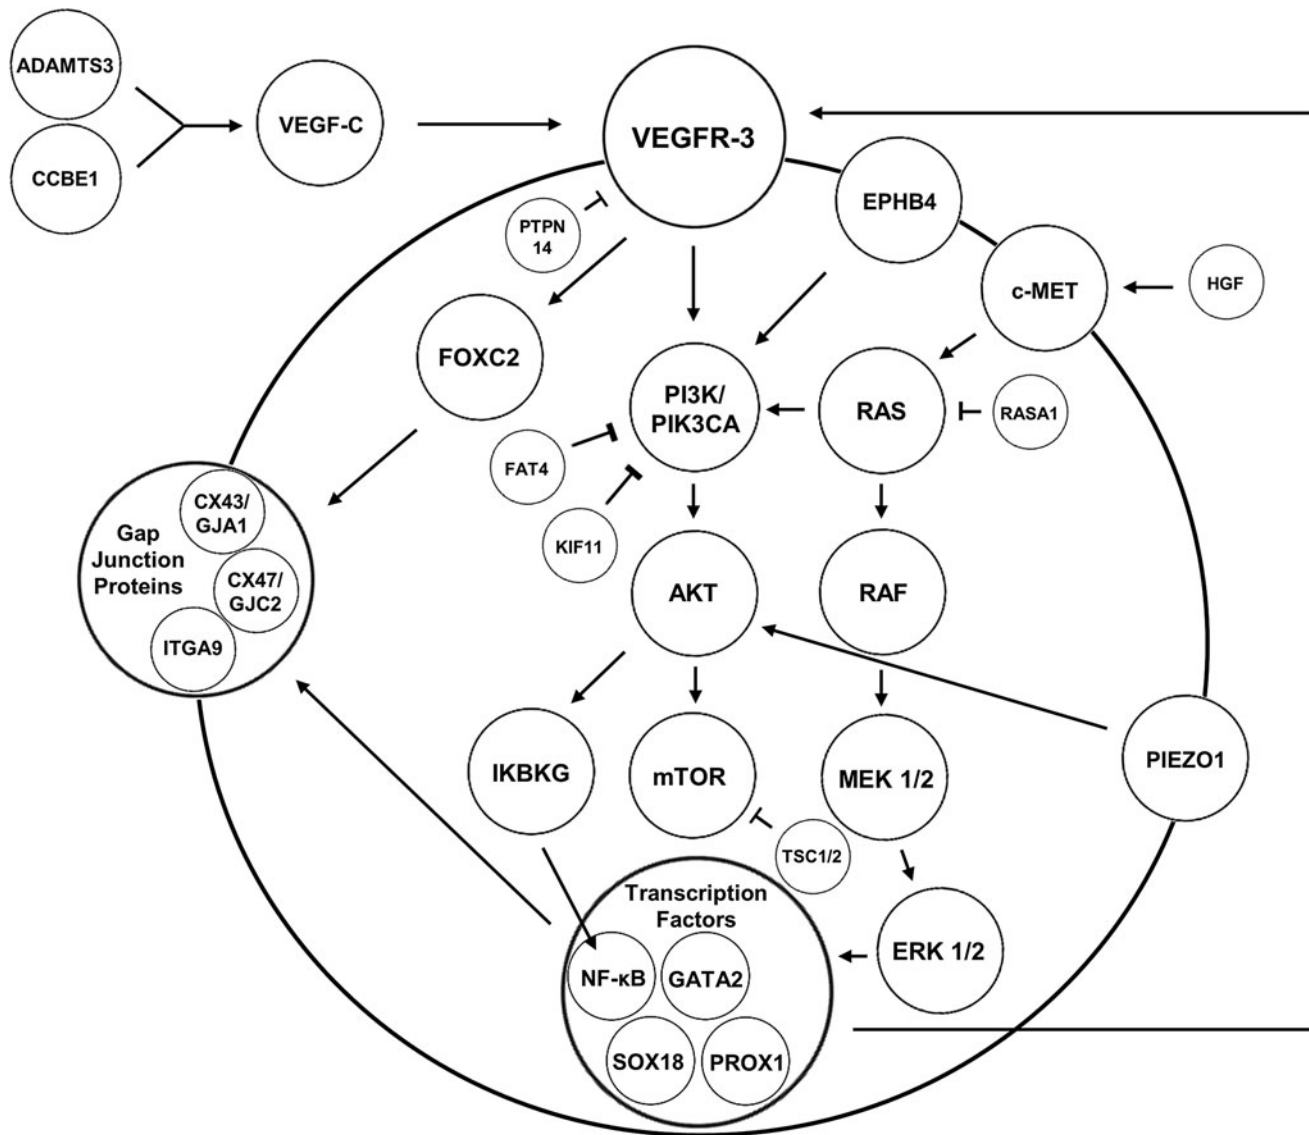 ADAMTS3
CCBE1
VEGF-C
VEGFR-3
EPHB4
c-MET
HGF
PTPN
14
FOXC2
PI3K/
PIK3CA
RAS
RASA1
FAT4
KIF11
Gap
Junction
Proteins
CX43/
GJA1
CX47/
GJC2
ITGA9
AKT
RAF
IKBKG
mTOR
MEK 1/2
PIEZO1
TSC1/2
Transcription
Factors
NF-κB
GATA2
SOX18
PROX1
ERK 1/2